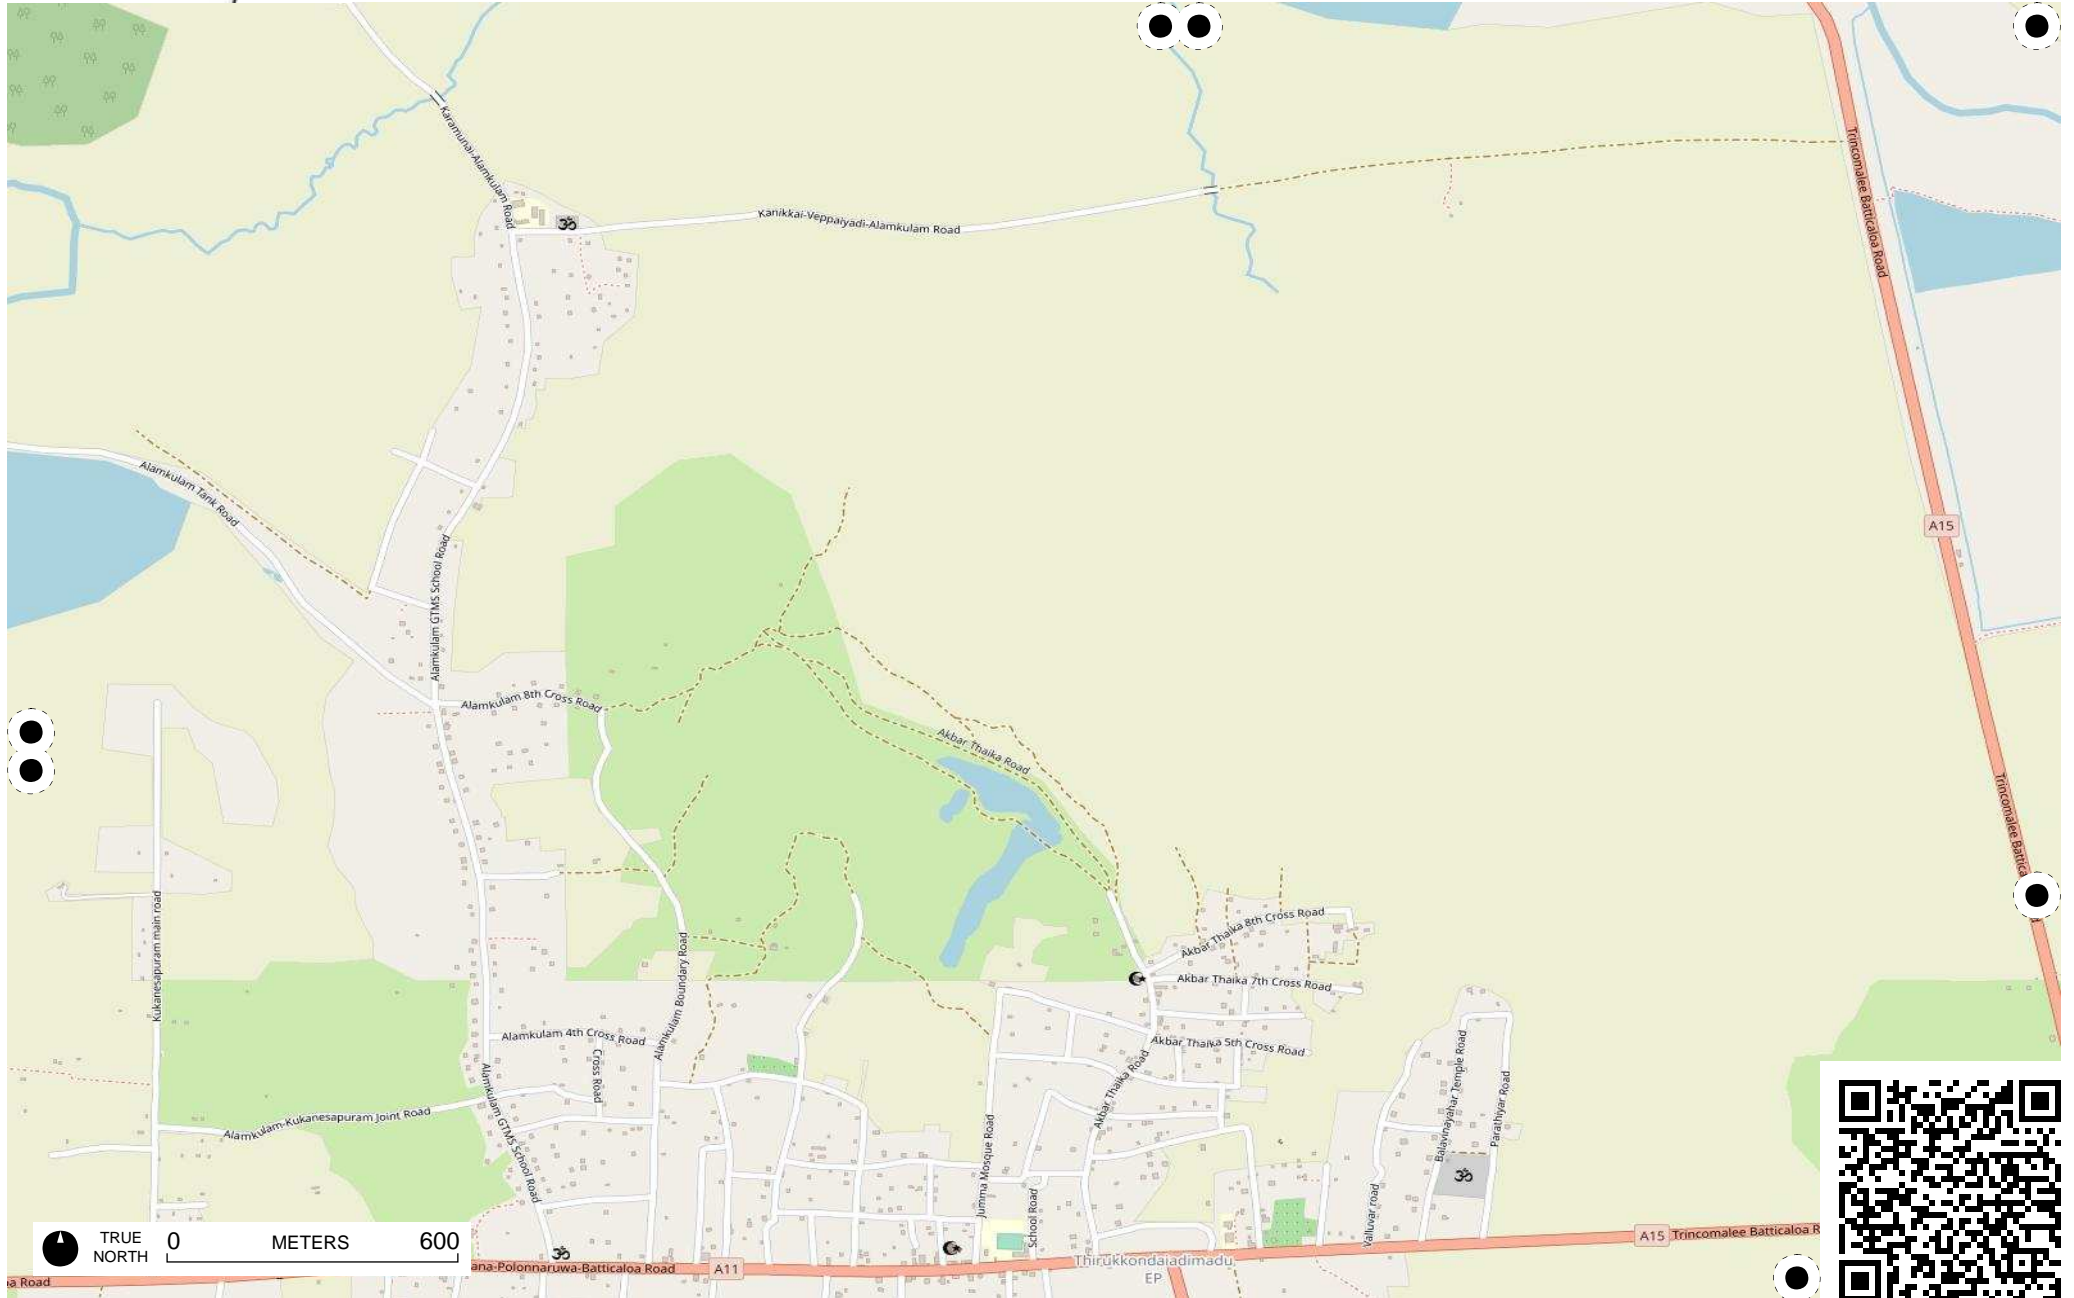 Karamunai-Alamkulam Road
Kanikkai-Veppaiyadi-Alamkulam Road
Trincomalee Batticaloa Road
Alamkulam Tank Road
A15
Alamkulam GTMS School Road
Alamkulam 8th Cross Road
Akbar Thaika Road
Trincomalee Battica
Kukanesapuram main road
Akbar Thaika 8th Cross Road
Akbar Thaika 7th Cross Road
Alamkulam Boundary Road
Alamkulam 4th Cross Road
Cross Road
Akbar Thaika 5th Cross Road
Akbar Thaika Road
Balavinayahar Temple Road
Parathiyar Road
Alamkulam-Kukanesapuram Joint Road
Alamkulam GTMS School Road
Jumma Mosque Road
School Road
Valluvar road
ॐ
ॐ
ॐ
TRUE
NORTH
0 METERS 600
A15 Trincomalee Batticaloa R
oa Road
ana-Polonnaruwa-Batticaloa Road
A11
Thirukkondaiadimadu
EP